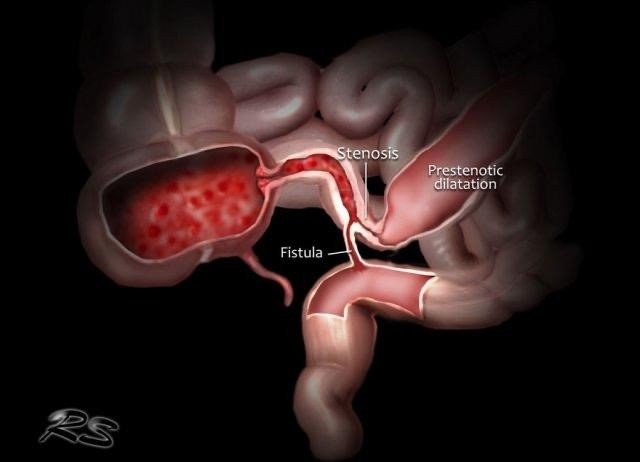 Stenosis
Prestenotic
dilatation
Fistula
RS